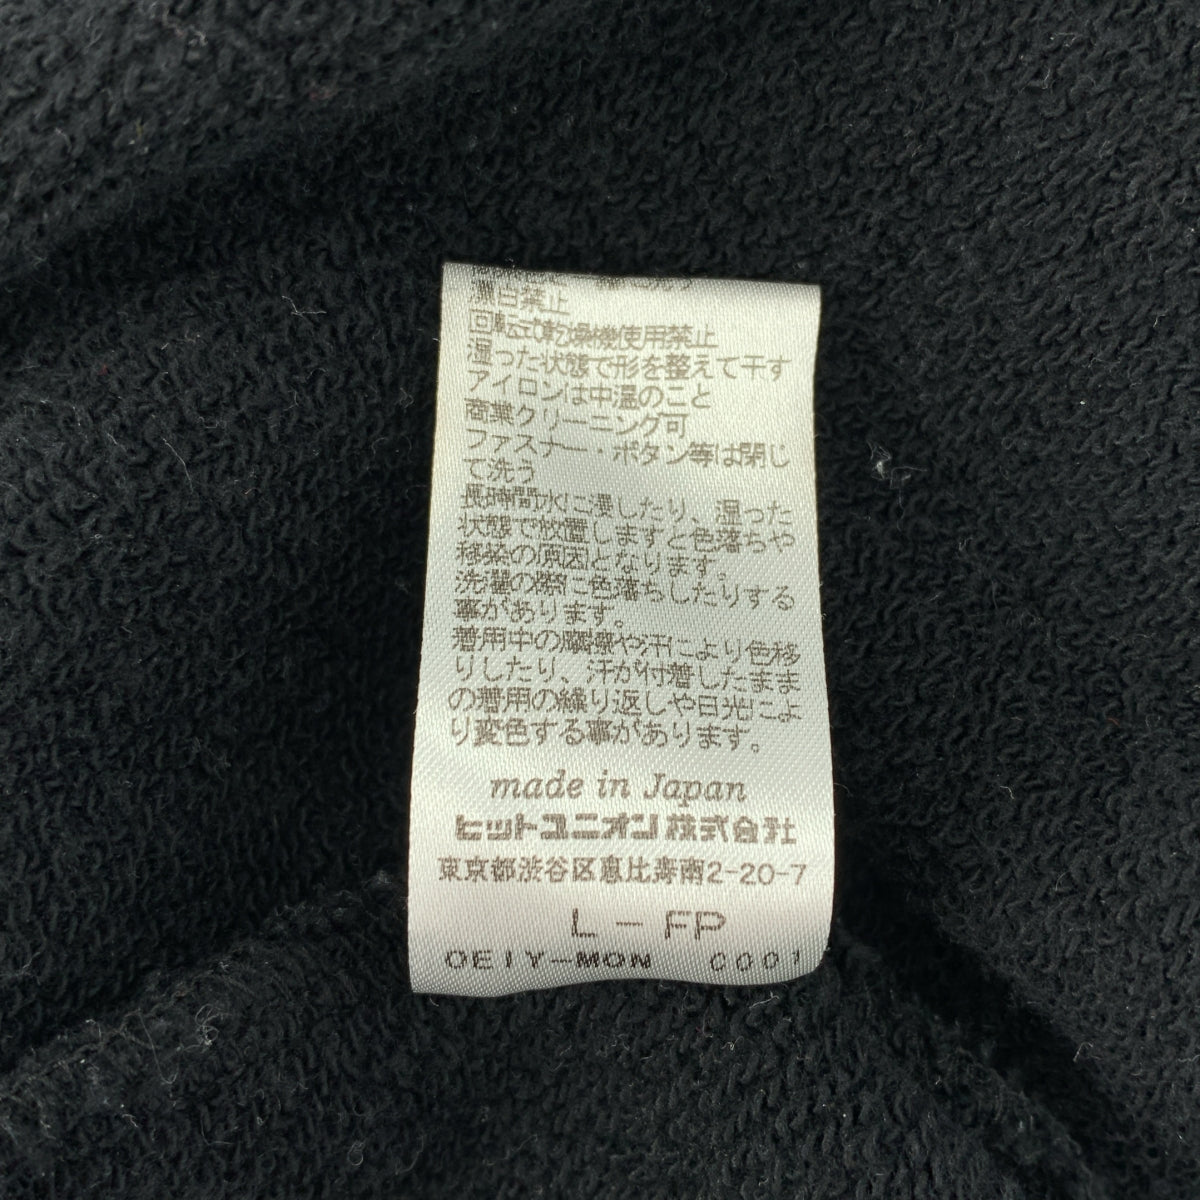 漂白禁止
回転式乾燥機使用禁止
湿った状態で形を整えて干す
アイロンは中温のこと
商業クリーニング可
ファスナー・ボタン等は閉じ
て洗う
長時間水に浸したり、湿った
状態で放置しますと色落ちや
移染の原因となります。
洗濯の際に色落ちしたりする
事があります。
着用中の摩擦や汗により色移
りしたり、汗が付着したまま
の着用の繰り返しや日光によ
り変色する事があります。
made in Japan
ヒットユニオン株式会社
東京都渋谷区恵比寿南2-20-7
L-FP
OEIY-MON 0001